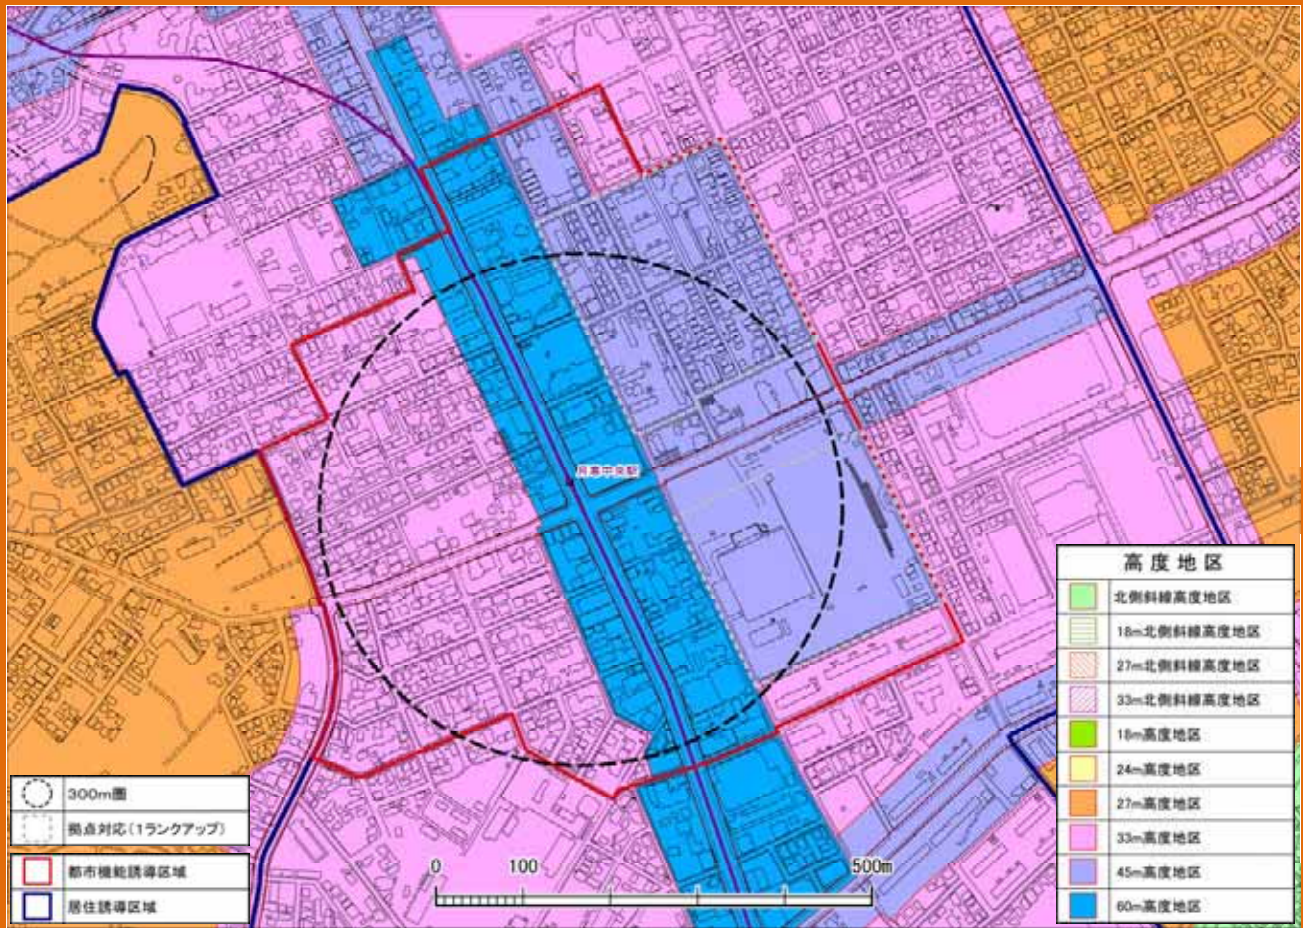 月寒中央駅
高度地区
北側斜線高度地区
18m北側斜線高度地区
27m北側斜線高度地区
33m北側斜線高度地区
18m高度地区
24m高度地区
27m高度地区
33m高度地区
45m高度地区
60m高度地区
300m圏
拠点対応(1ランクアップ)
都市機能誘導区域
居住誘導区域
0 100 500m